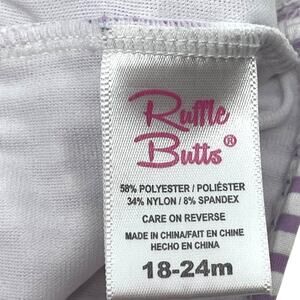 Ruffle
Butts®
58% POLYESTER / POLIÉSTER
34% NYLON / 8% SPANDEX
CARE ON REVERSE
MADE IN CHINA/FAIT EN CHINE
HECHO EN CHINA
18-24m